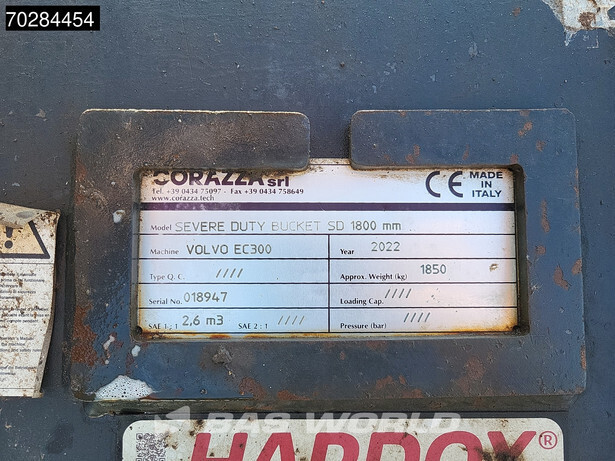 70284454
CORAZZA srl
Tel. +39 0434 75097 - Fax +39 0434 758649
www.corazza.tech
CE MADE IN ITALY
Model SEVERE DUTY BUCKET SD 1800 mm
Machine VOLVO EC300 Year 2022
Type Q.C. //// Approx. Weight (kg) 1850
Serial No. 018947 Loading Cap. ////
SAE 1 : 1 2,6 m3 SAE 2 : 1 //// Pressure (bar) ////
BAS WORLD
HARDOX®